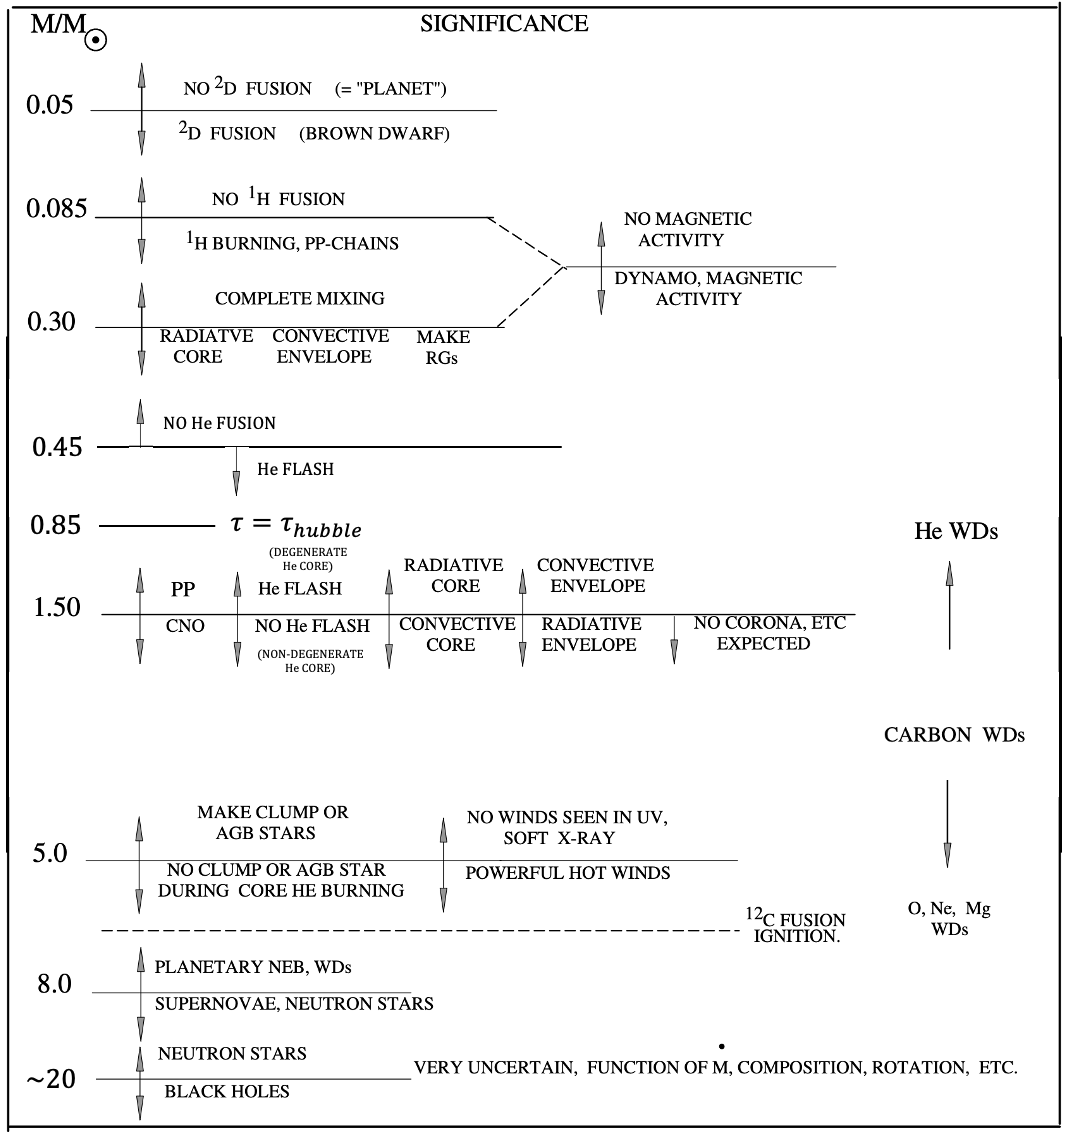 M/M☉ SIGNIFICANCE
NO ²D FUSION (= "PLANET")
0.05
²D FUSION (BROWN DWARF)
NO ¹H FUSION
0.085
¹H BURNING, PP-CHAINS
NO MAGNETIC
ACTIVITY
DYNAMO, MAGNETIC
ACTIVITY
COMPLETE MIXING
0.30
RADIATVE CONVECTIVE MAKE
CORE ENVELOPE RGs
NO He FUSION
0.45
He FLASH
0.85 τ = τhubble
He WDs
(DEGENERATE
He CORE)
PP He FLASH
RADIATIVE
CORE
CONVECTIVE
ENVELOPE
1.50
CNO NO He FLASH
(NON-DEGENERATE
He CORE)
CONVECTIVE
CORE
RADIATIVE
ENVELOPE
NO CORONA, ETC
EXPECTED
CARBON WDs
MAKE CLUMP OR
AGB STARS
NO WINDS SEEN IN UV,
SOFT X-RAY
5.0
NO CLUMP OR AGB STAR
DURING CORE HE BURNING
POWERFUL HOT WINDS
¹²C FUSION
IGNITION.
O, Ne, Mg
WDs
PLANETARY NEB, WDs
8.0
SUPERNOVAE, NEUTRON STARS
NEUTRON STARS
~20
BLACK HOLES
VERY UNCERTAIN, FUNCTION OF Ṁ, COMPOSITION, ROTATION, ETC.